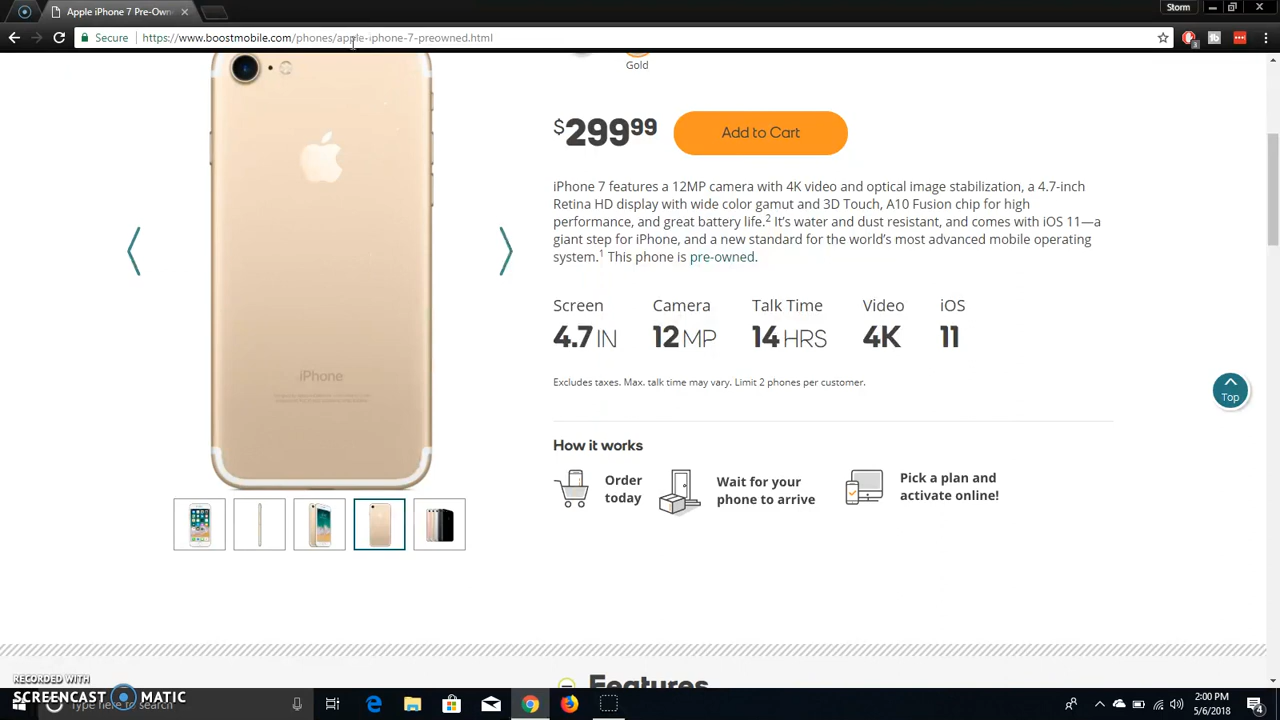 Apple iPhone 7 Pre-Own
Storm
Secure
https://www.boostmobile.com/phones/apple-iphone-7-preowned.html
3
Gold
$299 99
Add to Cart
iPhone 7 features a 12MP camera with 4K video and optical image stabilization, a 4.7-inch
Retina HD display with wide color gamut and 3D Touch, A10 Fusion chip for high
performance, and great battery life.2 It's water and dust resistant, and comes with iOS 11—a
giant step for iPhone, and a new standard for the world's most advanced mobile operating
system.1 This phone is pre-owned.
Screen Camera Talk Time Video iOS
4.7 IN 12 MP 14 HRS 4K 11
iPhone
Excludes taxes. Max. talk time may vary. Limit 2 phones per customer.
Top
How it works
Order
today
Wait for your
phone to arrive
Pick a plan and
activate online!
Features
RECORDED WITH
SCREENCAST MATIC
Type here to search
2:00 PM
5/6/2018
4